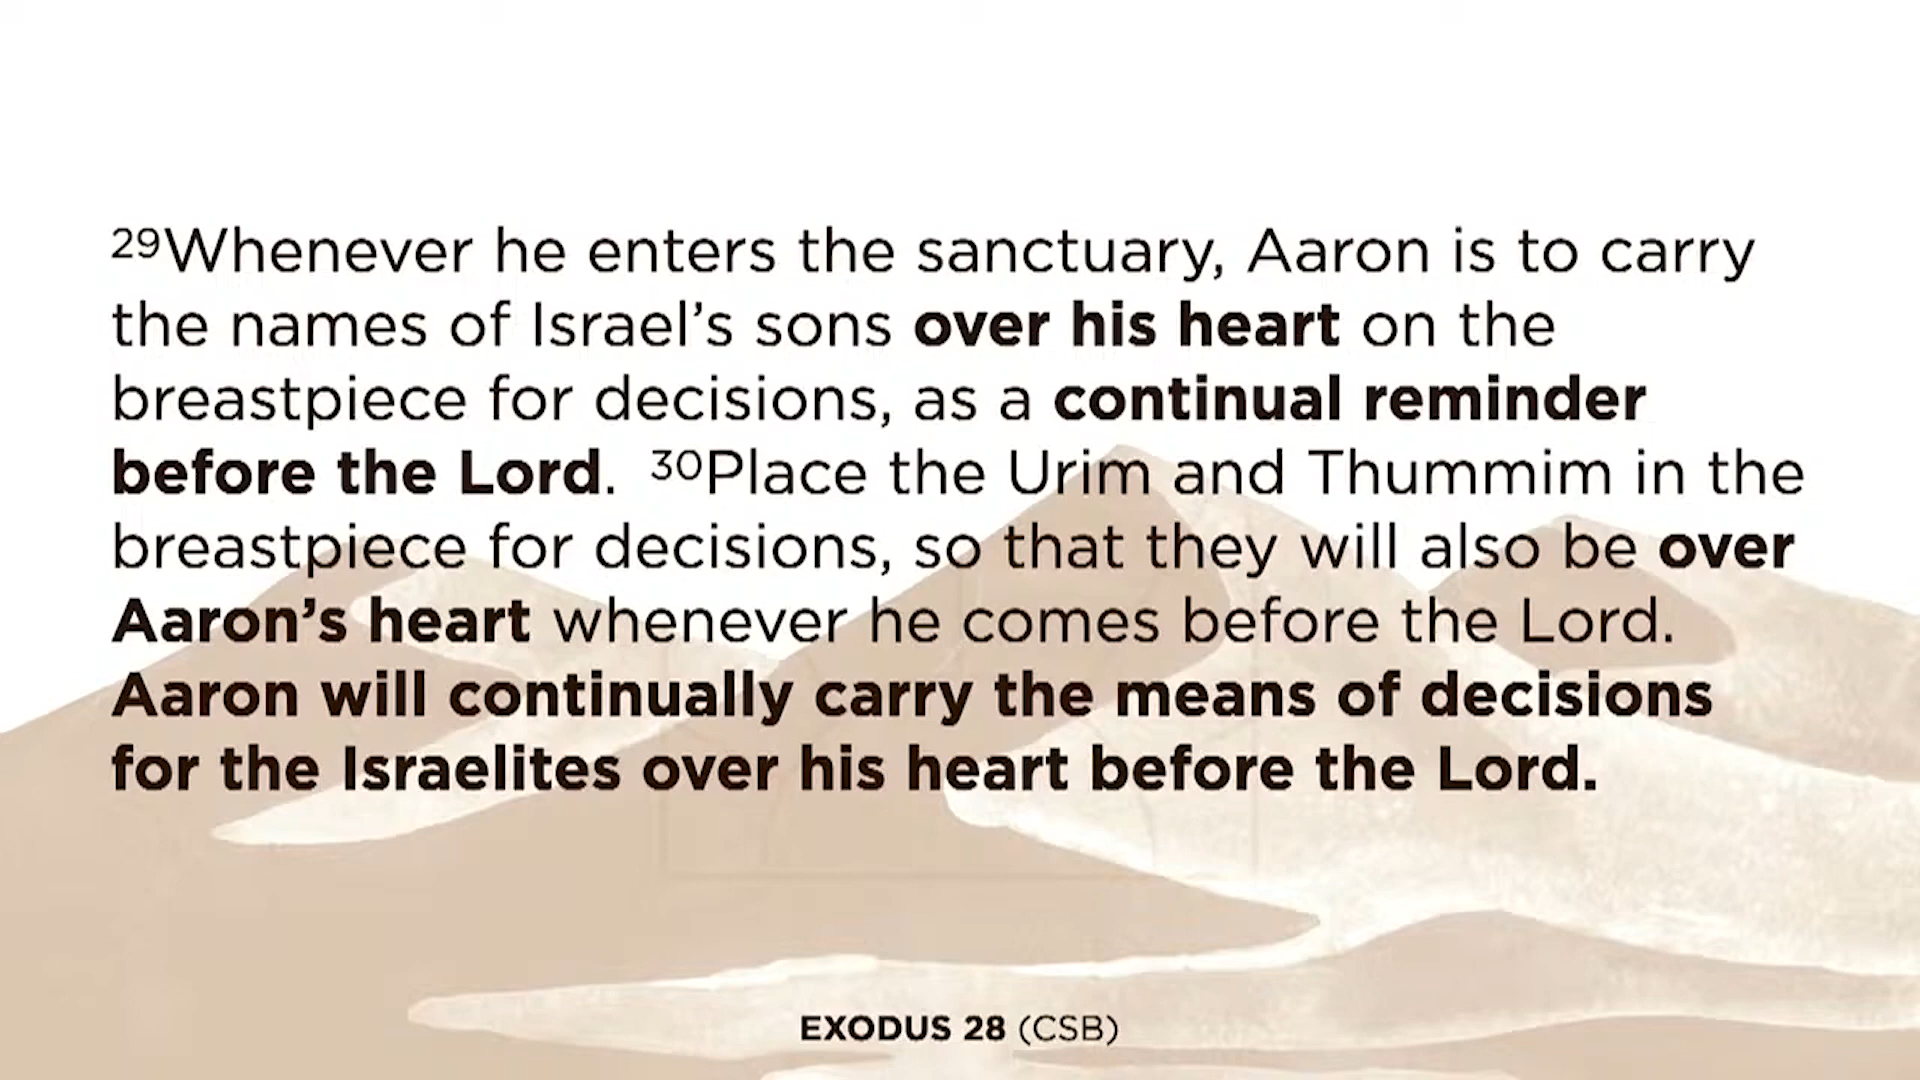 29Whenever he enters the sanctuary, Aaron is to carry
the names of Israel’s sons over his heart on the
breastpiece for decisions, as a continual reminder
before the Lord. 30Place the Urim and Thummim in the
breastpiece for decisions, so that they will also be over
Aaron’s heart whenever he comes before the Lord.
Aaron will continually carry the means of decisions
for the Israelites over his heart before the Lord.
EXODUS 28 (CSB)